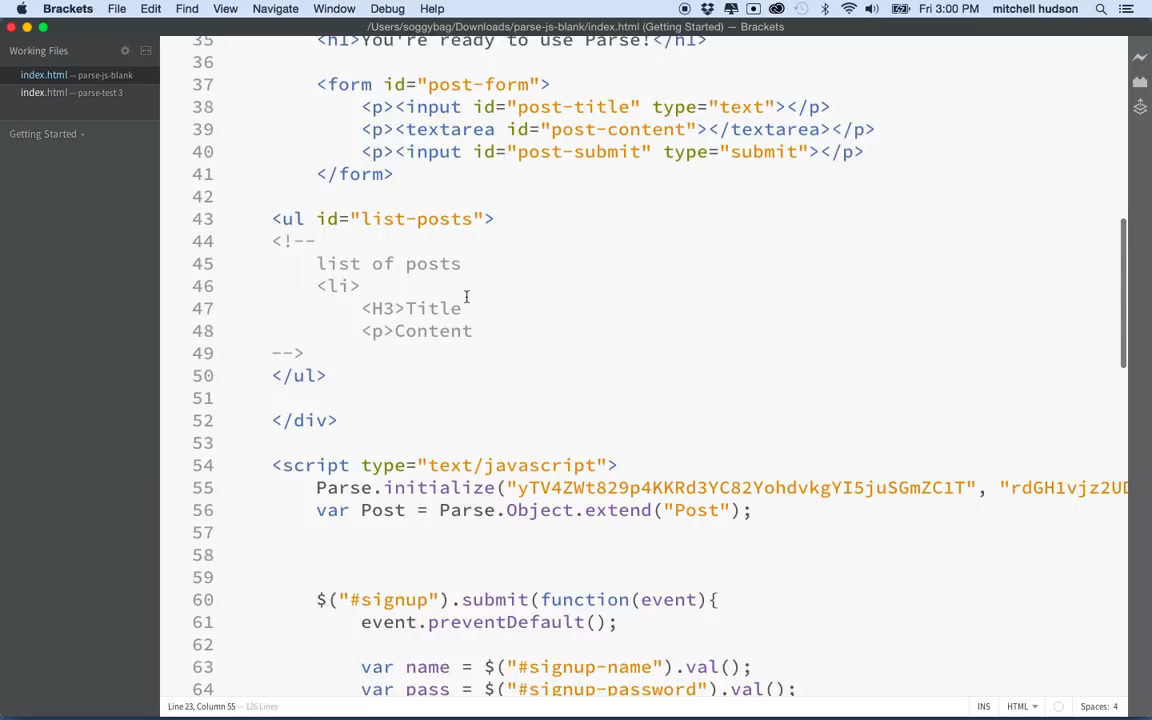 Brackets File Edit Find View Navigate Window Debug Help Fri 3:00 PM mitchell hudson
/Users/soggybag/Downloads/parse-js-blank/index.html (Getting Started) — Brackets
Working Files
index.html — parse-js-blank
index.html — parse-test 3
Getting Started
35 <h1>You're ready to use Parse!</h1>
36
37 <form id="post-form">
38 <p><input id="post-title" type="text"></p>
39 <p><textarea id="post-content"></textarea></p>
40 <p><input id="post-submit" type="submit"></p>
41 </form>
42
43 <ul id="list-posts">
44 <!--
45 list of posts
46 <li>
47 <H3>Title
48 <p>Content
49 -->
50 </ul>
51
52 </div>
53
54 <script type="text/javascript">
55 Parse.initialize("yTV4ZWt829p4KKRd3YC82YohdvkgYI5juSGmZC1T", "rdGH1vjz2UD
56 var Post = Parse.Object.extend("Post");
57
58
59
60 $("#signup").submit(function(event){
61 event.preventDefault();
62
63 var name = $("#signup-name").val();
64 var pass = $("#signup-password").val();
Line 23, Column 55 — 126 Lines INS HTML Spaces: 4